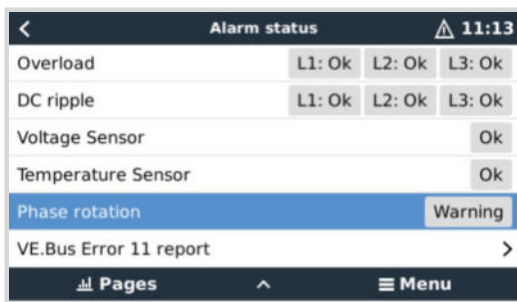 Alarm status 11:13
Overload L1: Ok L2: Ok L3: Ok
DC ripple L1: Ok L2: Ok L3: Ok
Voltage Sensor Ok
Temperature Sensor Ok
Phase rotation Warning
VE.Bus Error 11 report
Pages Menu